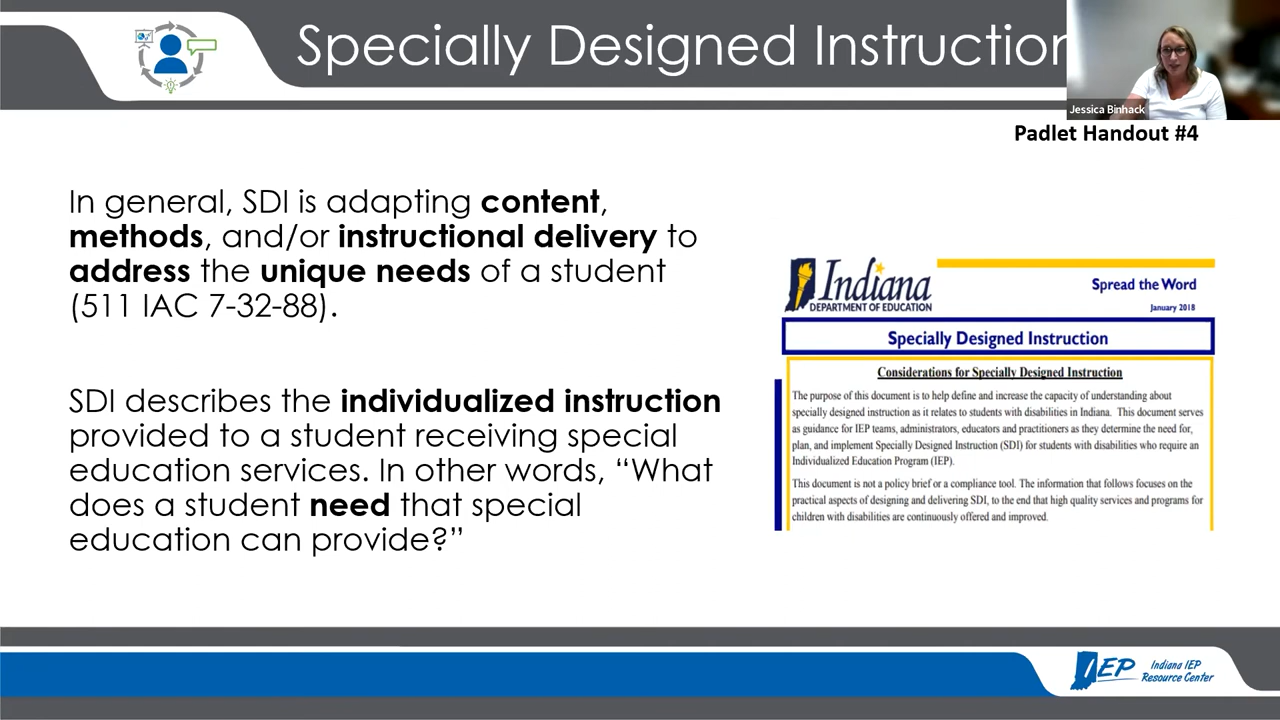 Specially Designed Instruction
Jessica Binhack
Padlet Handout #4
In general, SDI is adapting content,
methods, and/or instructional delivery to
address the unique needs of a student
(511 IAC 7-32-88).
SDI describes the individualized instruction
provided to a student receiving special
education services. In other words, “What
does a student need that special
education can provide?”
Indiana
DEPARTMENT OF EDUCATION
Spread the Word
January 2018
Specially Designed Instruction
Considerations for Specially Designed Instruction
The purpose of this document is to help define and increase the capacity of understanding about
specially designed instruction as it relates to students with disabilities in Indiana. This document serves
as guidance for IEP teams, administrators, educators and practitioners as they determine the need for,
plan, and implement Specially Designed Instruction (SDI) for students with disabilities who require an
Individualized Education Program (IEP).
This document is not a policy brief or a compliance tool. The information that follows focuses on the
practical aspects of designing and delivering SDI, to the end that high quality services and programs for
children with disabilities are continuously offered and improved.
IEP
Indiana IEP
Resource Center